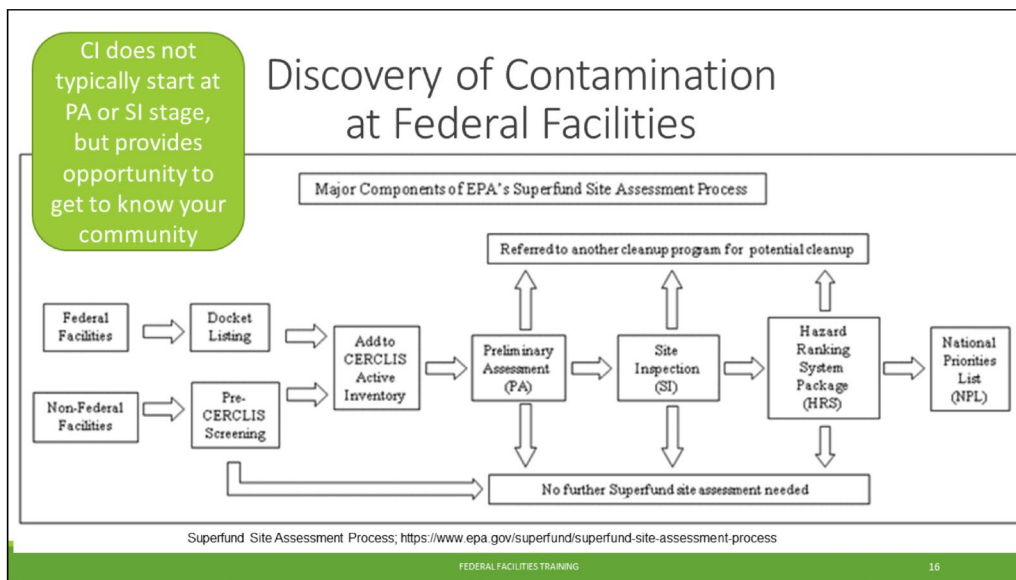 CI does not
typically start at
PA or SI stage,
but provides
opportunity to
get to know your
community
Discovery of Contamination
at Federal Facilities
Major Components of EPA's Superfund Site Assessment Process
Referred to another cleanup program for potential cleanup
Federal
Facilities
Docket
Listing
Add to
CERCLIS
Active
Inventory
Preliminary
Assessment
(PA)
Site
Inspection
(SI)
Hazard
Ranking
System
Package
(HRS)
National
Priorities
List
(NPL)
Non-Federal
Facilities
Pre-
CERCLIS
Screening
No further Superfund site assessment needed
Superfund Site Assessment Process; https://www.epa.gov/superfund/superfund-site-assessment-process
FEDERAL FACILITIES TRAINING
16